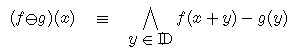 (f⊖g)(x) ≡ ⋀ f(x + y) − g(y)
y ∈ 𝔻